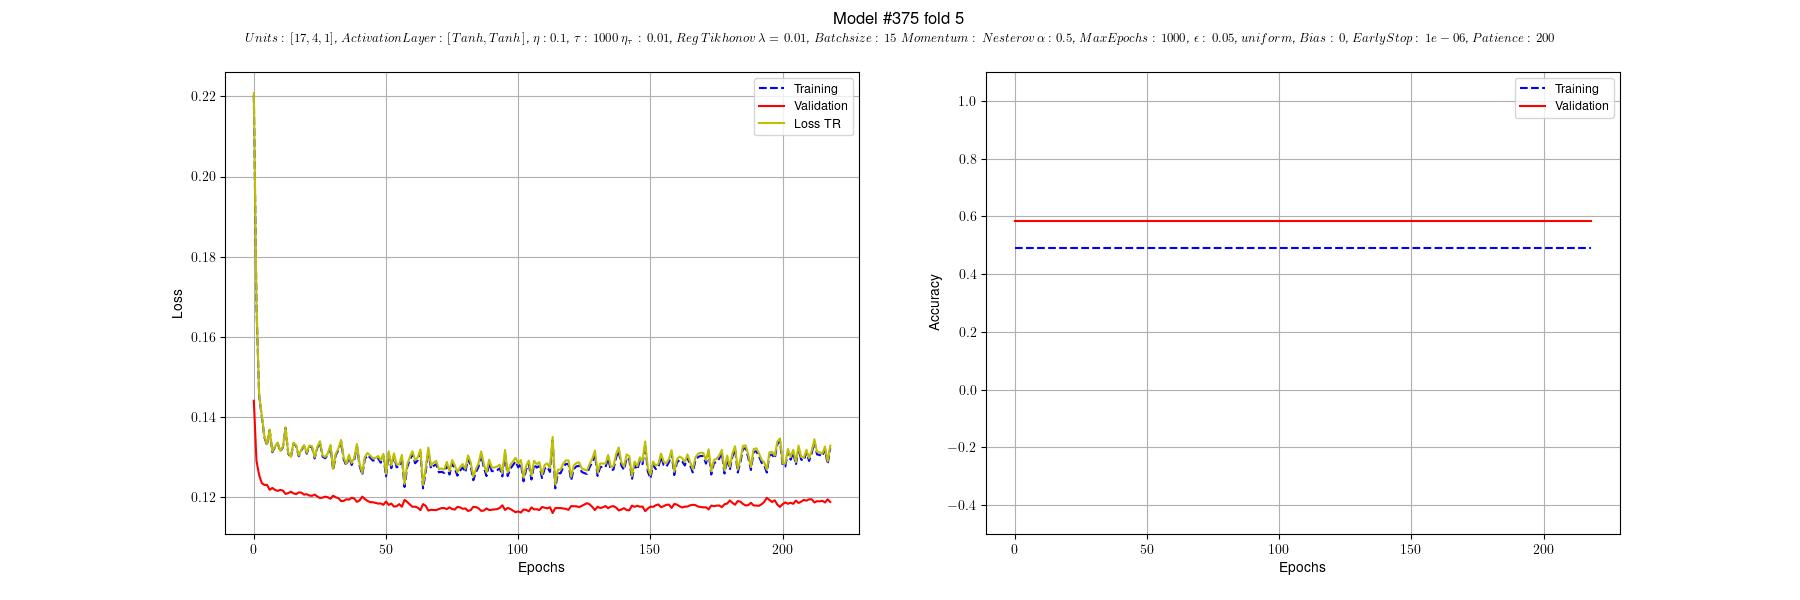 Model #375 fold 5
Units : [17, 4, 1], ActivationLayer : [Tanh, Tanh], η : 0.1, τ : 1000 ητ : 0.01, Reg Tikhonov λ = 0.01, Batchsize : 15 Momentum : Nesterov α : 0.5, MaxEpochs : 1000, ϵ : 0.05, uniform, Bias : 0, EarlyStop : 1e − 06, Patience : 200
Training
Validation
Loss TR
0.22
0.20
0.18
0.16
0.14
0.12
Loss
0
50
100
150
200
Epochs
Training
Validation
1.0
0.8
0.6
0.4
0.2
0.0
−0.2
−0.4
Accuracy
0
50
100
150
200
Epochs